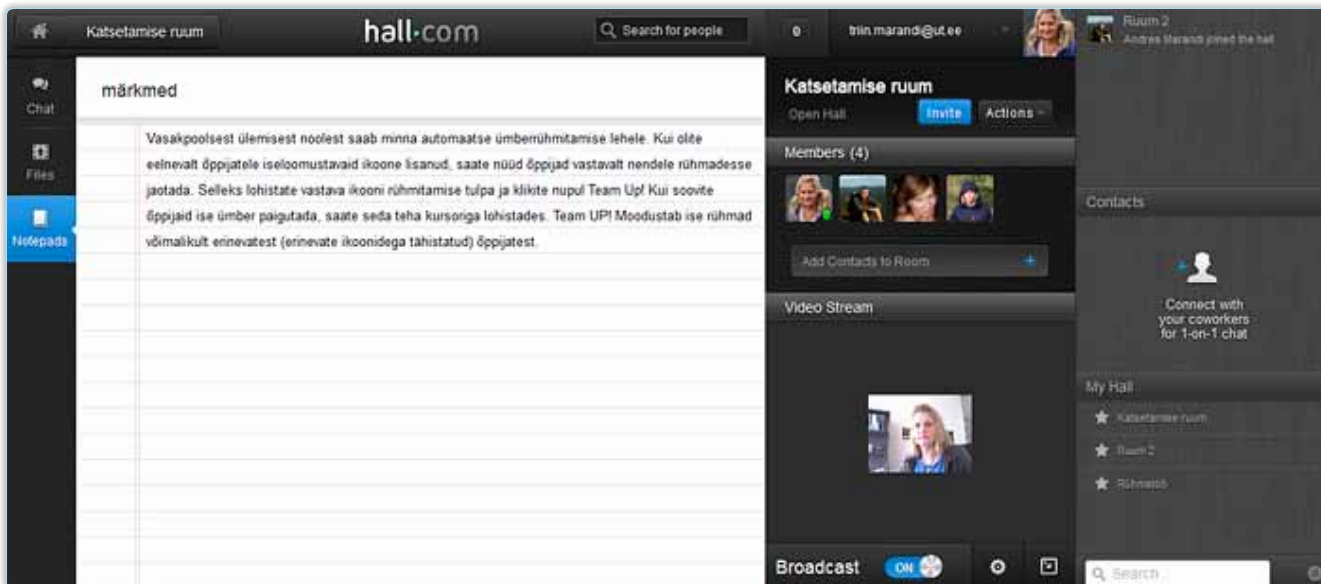 Katsetamise ruum
hall·com
Search for people
0
triin.marandi@ut.ee
Ruum 2
Andres Marandi joined the hall
Chat
Files
Notepads
märkmed
Vasakpoolsest ülemisest noolest saab minna automaatse ümberrühmitamise lehele. Kui olite
eelnevalt õppijatele iseloomustavaid ikoone lisanud, saate nüüd õppijad vastavalt nendele rühmadesse
jaotada. Selleks lohistate vastava ikooni rühmitamise tulpa ja klikite nupul Team Up! Kui soovite
õppijaid ise ümber paigutada, saate seda teha kursoriga lohistades. Team UP! Moodustab ise rühmad
võimalikult erinevatest (erinevate ikoonidega tähistatud) õppijatest.
Katsetamise ruum
Open Hall
Invite
Actions
Members (4)
Add Contacts to Room
Video Stream
Broadcast
ON
Contacts
Connect with
your coworkers
for 1-on-1 chat
My Hall
Katsetamise ruum
Ruum 2
Rühmatöö
Search...